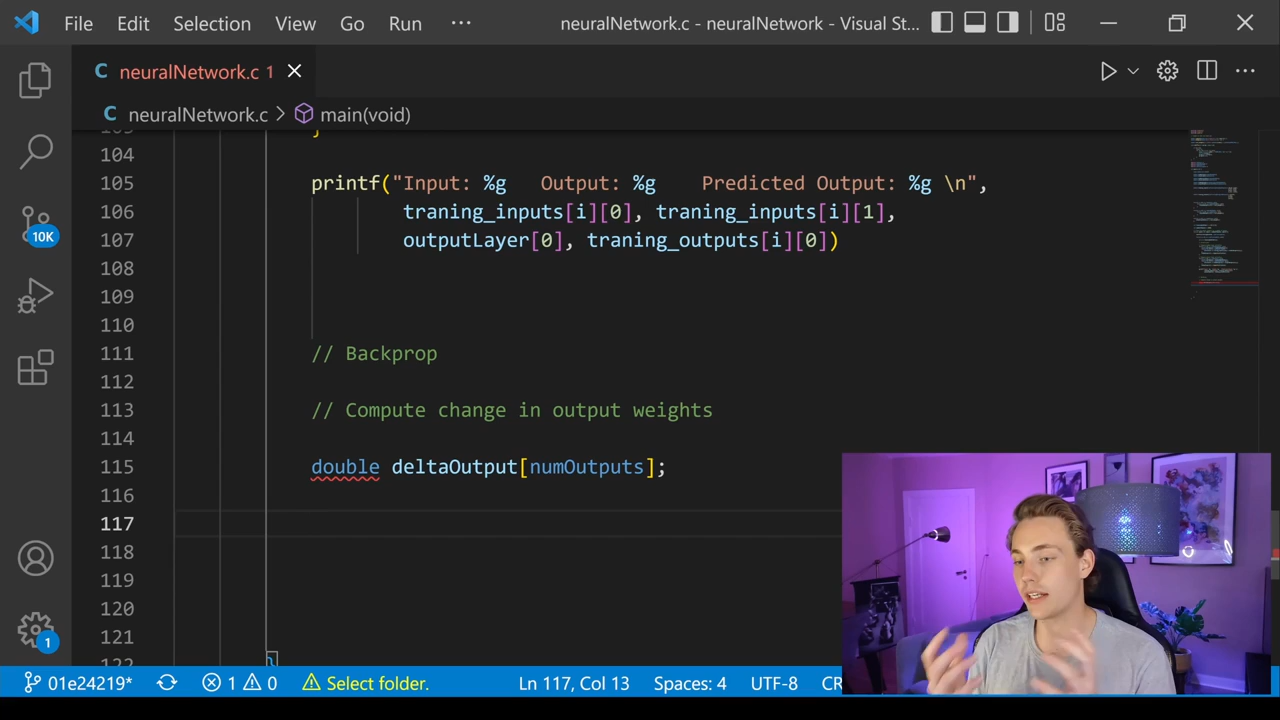 File Edit Selection View Go Run ··· neuralNetwork.c - neuralNetwork - Visual St...
C neuralNetwork.c 1
C neuralNetwork.c > main(void)
104
105 printf("Input: %g   Output: %g    Predicted Output: %g \n",
106 traning_inputs[i][0], traning_inputs[i][1],
107 outputLayer[0], traning_outputs[i][0])
108
109
110
111 // Backprop
112
113 // Compute change in output weights
114
115 double deltaOutput[numOutputs];
116
117
118
119
120
121
10K
1
01e24219* 1 0 Select folder. Ln 117, Col 13 Spaces: 4 UTF-8 CR